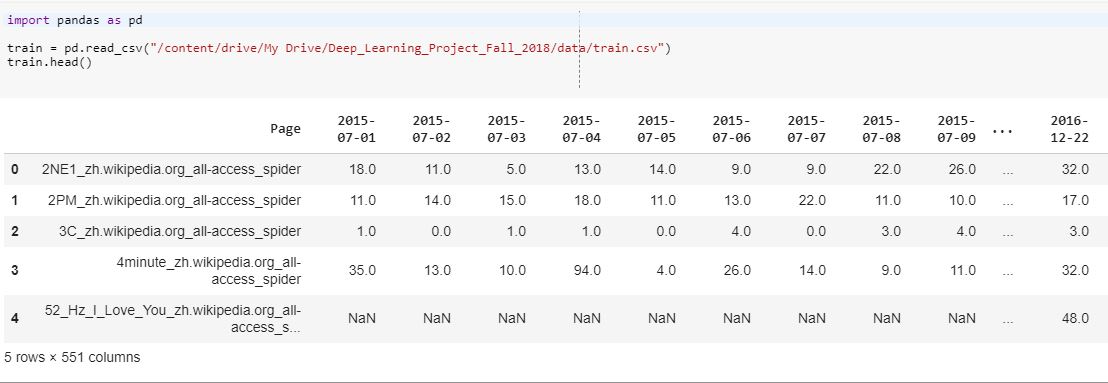 import pandas as pd
train = pd.read_csv("/content/drive/My Drive/Deep_Learning_Project_Fall_2018/data/train.csv")
train.head()
Page 2015-07-01 2015-07-02 2015-07-03 2015-07-04 2015-07-05 2015-07-06 2015-07-07 2015-07-08 2015-07-09 ... 2016-12-22
0 2NE1_zh.wikipedia.org_all-access_spider 18.0 11.0 5.0 13.0 14.0 9.0 9.0 22.0 26.0 ... 32.0
1 2PM_zh.wikipedia.org_all-access_spider 11.0 14.0 15.0 18.0 11.0 13.0 22.0 11.0 10.0 ... 17.0
2 3C_zh.wikipedia.org_all-access_spider 1.0 0.0 1.0 1.0 0.0 4.0 0.0 3.0 4.0 ... 3.0
3 4minute_zh.wikipedia.org_all-access_spider 35.0 13.0 10.0 94.0 4.0 26.0 14.0 9.0 11.0 ... 32.0
4 52_Hz_I_Love_You_zh.wikipedia.org_all-access_s... NaN NaN NaN NaN NaN NaN NaN NaN NaN ... 48.0
5 rows × 551 columns